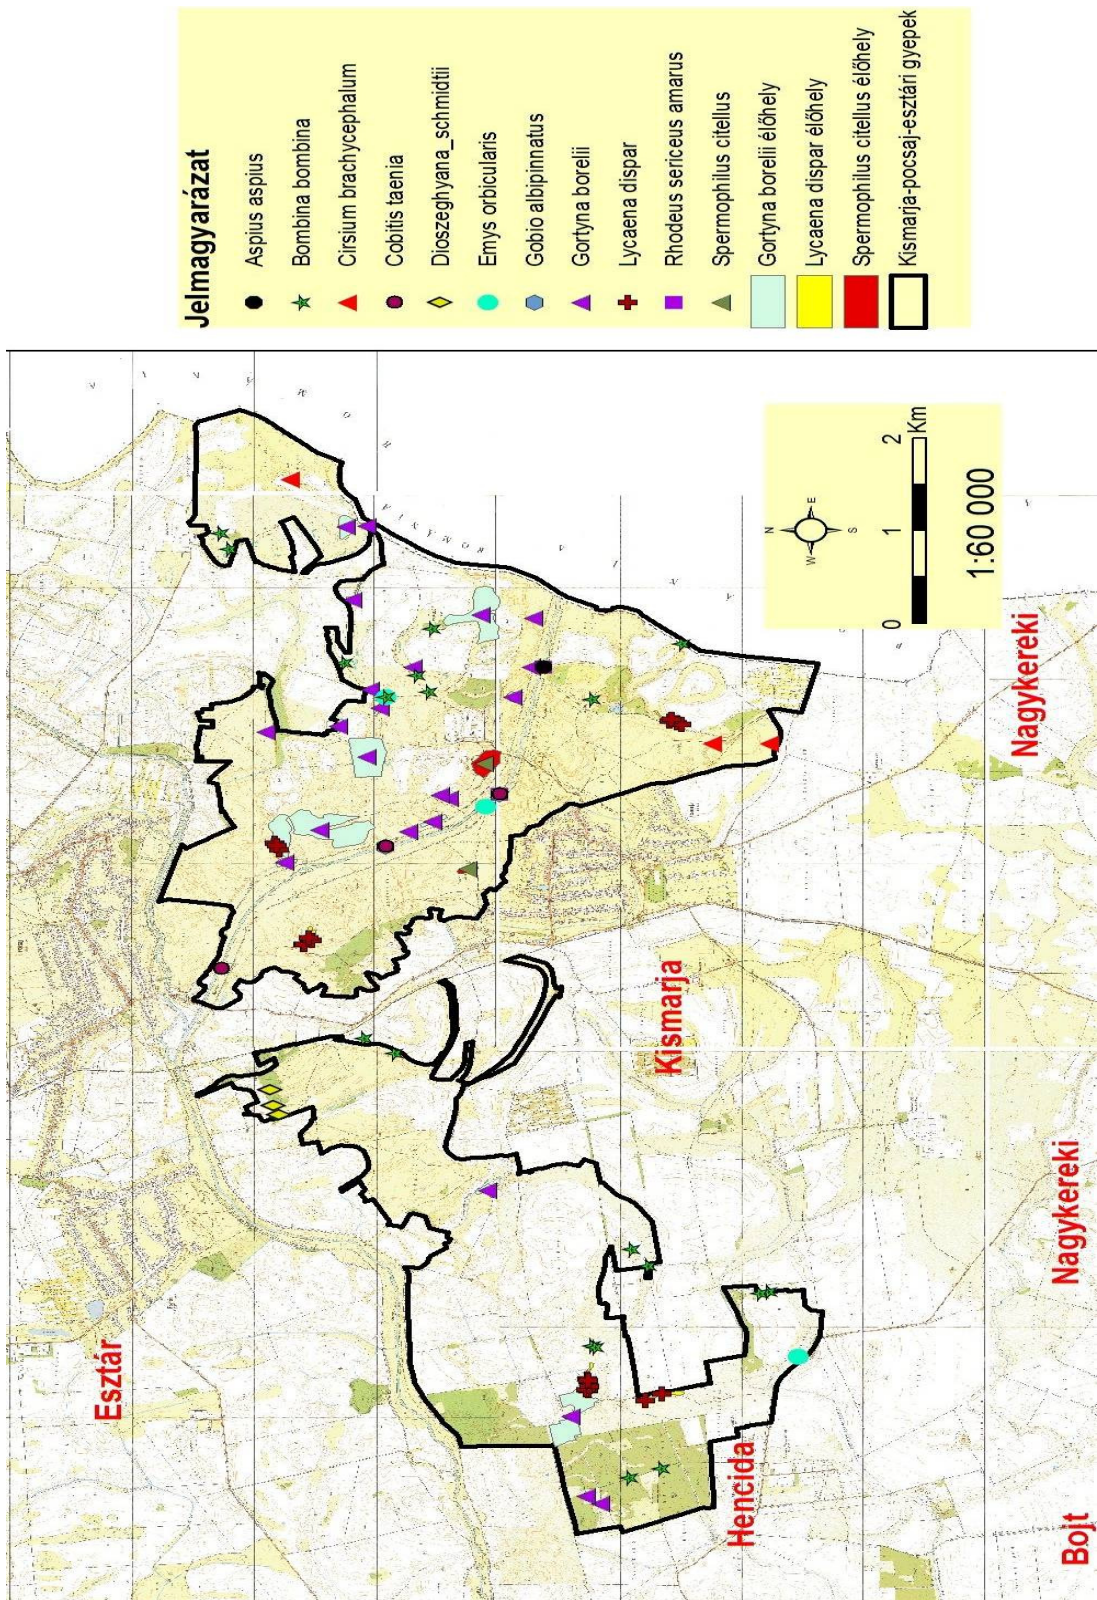 Jelmagyarázat
Aspius aspius
Bombina bombina
Cirsium brachycephalum
Cobitis taenia
Dioszeghyana_schmidtii
Emys orbicularis
Gobio albipinnatus
Gortyna borelii
Lycaena dispar
Rhodeus sericeus amarus
Spermophilus citellus
Gortyna borelii élőhely
Lycaena dispar élőhely
Spermophilus citellus élőhely
Kismarja-pocsaj-esztári gyepek
Esztár
Hencida
Kismarja
Bojt
Nagykereki
Nagykereki
N
W
E
S
0 1 2
Km
1:60 000